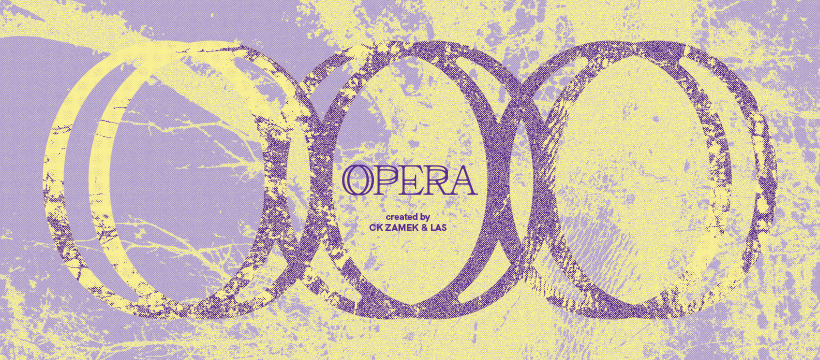 OPERA
created by
CK ZAMEK & LAS